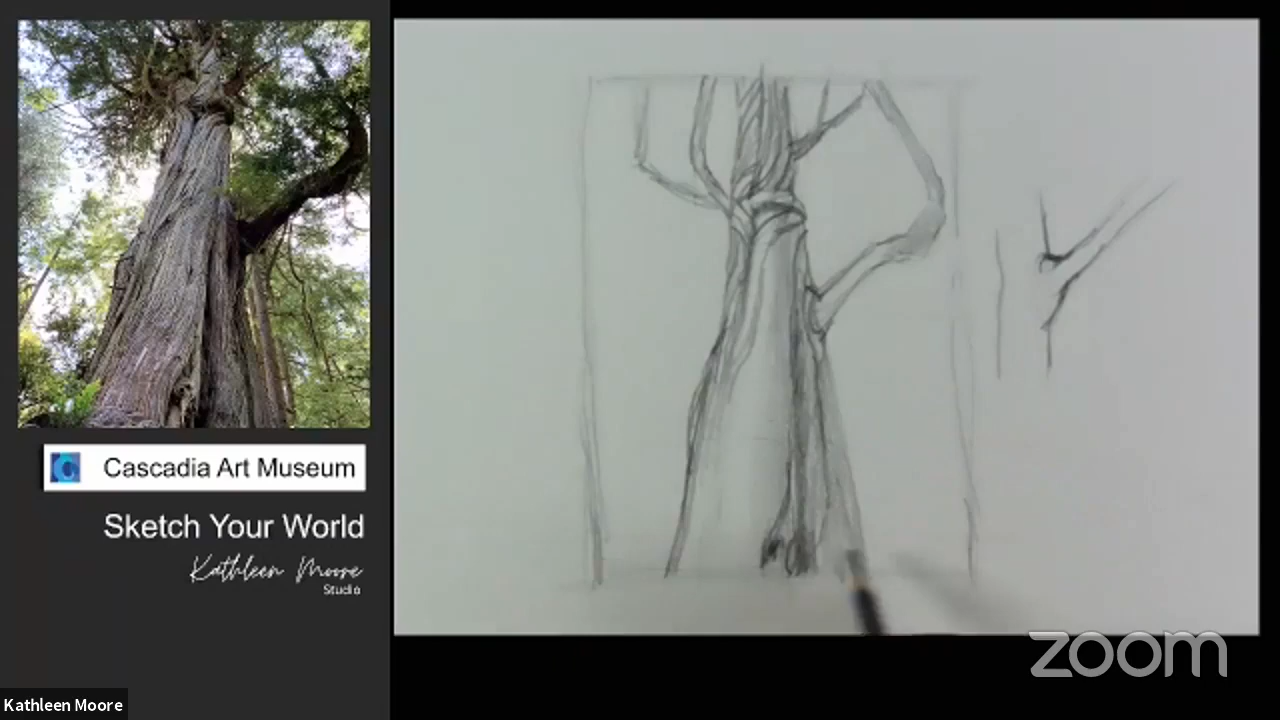 Cascadia Art Museum
Sketch Your World
Kathleen Moore
Studio
zoom
Kathleen Moore